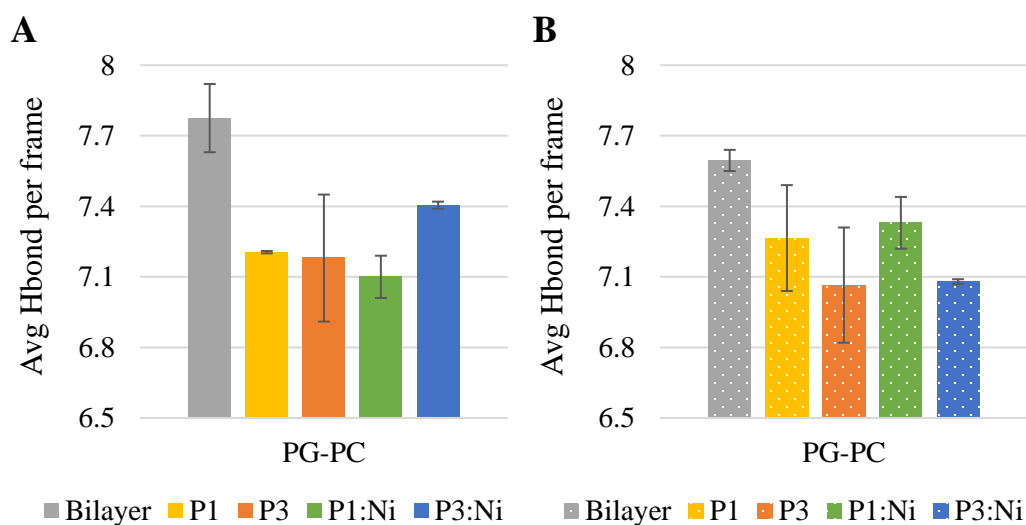 A
Avg Hbond per frame
8
7.7
7.4
7.1
6.8
6.5
PG-PC
Bilayer P1 P3 P1:Ni P3:Ni
B
Avg Hbond per frame
8
7.7
7.4
7.1
6.8
6.5
PG-PC
Bilayer P1 P3 P1:Ni P3:Ni